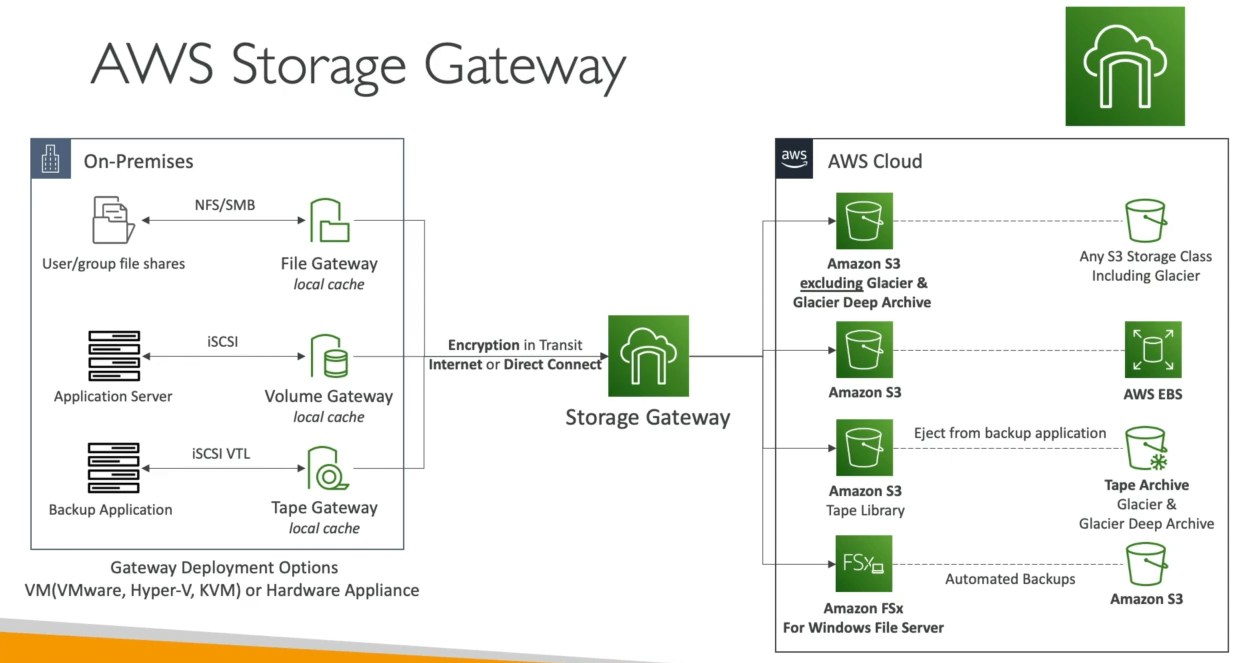 AWS Storage Gateway
On-Premises
NFS/SMB
User/group file shares
File Gateway
local cache
iSCSI
Application Server
Volume Gateway
local cache
iSCSI VTL
Backup Application
Tape Gateway
local cache
Gateway Deployment Options
VM(VMware, Hyper-V, KVM) or Hardware Appliance
Encryption in Transit
Internet or Direct Connect
Storage Gateway
aws
AWS Cloud
Amazon S3
excluding Glacier &
Glacier Deep Archive
Any S3 Storage Class
Including Glacier
Amazon S3
AWS EBS
Amazon S3
Tape Library
Eject from backup application
Tape Archive
Glacier &
Glacier Deep Archive
FSx
Amazon FSx
For Windows File Server
Automated Backups
Amazon S3